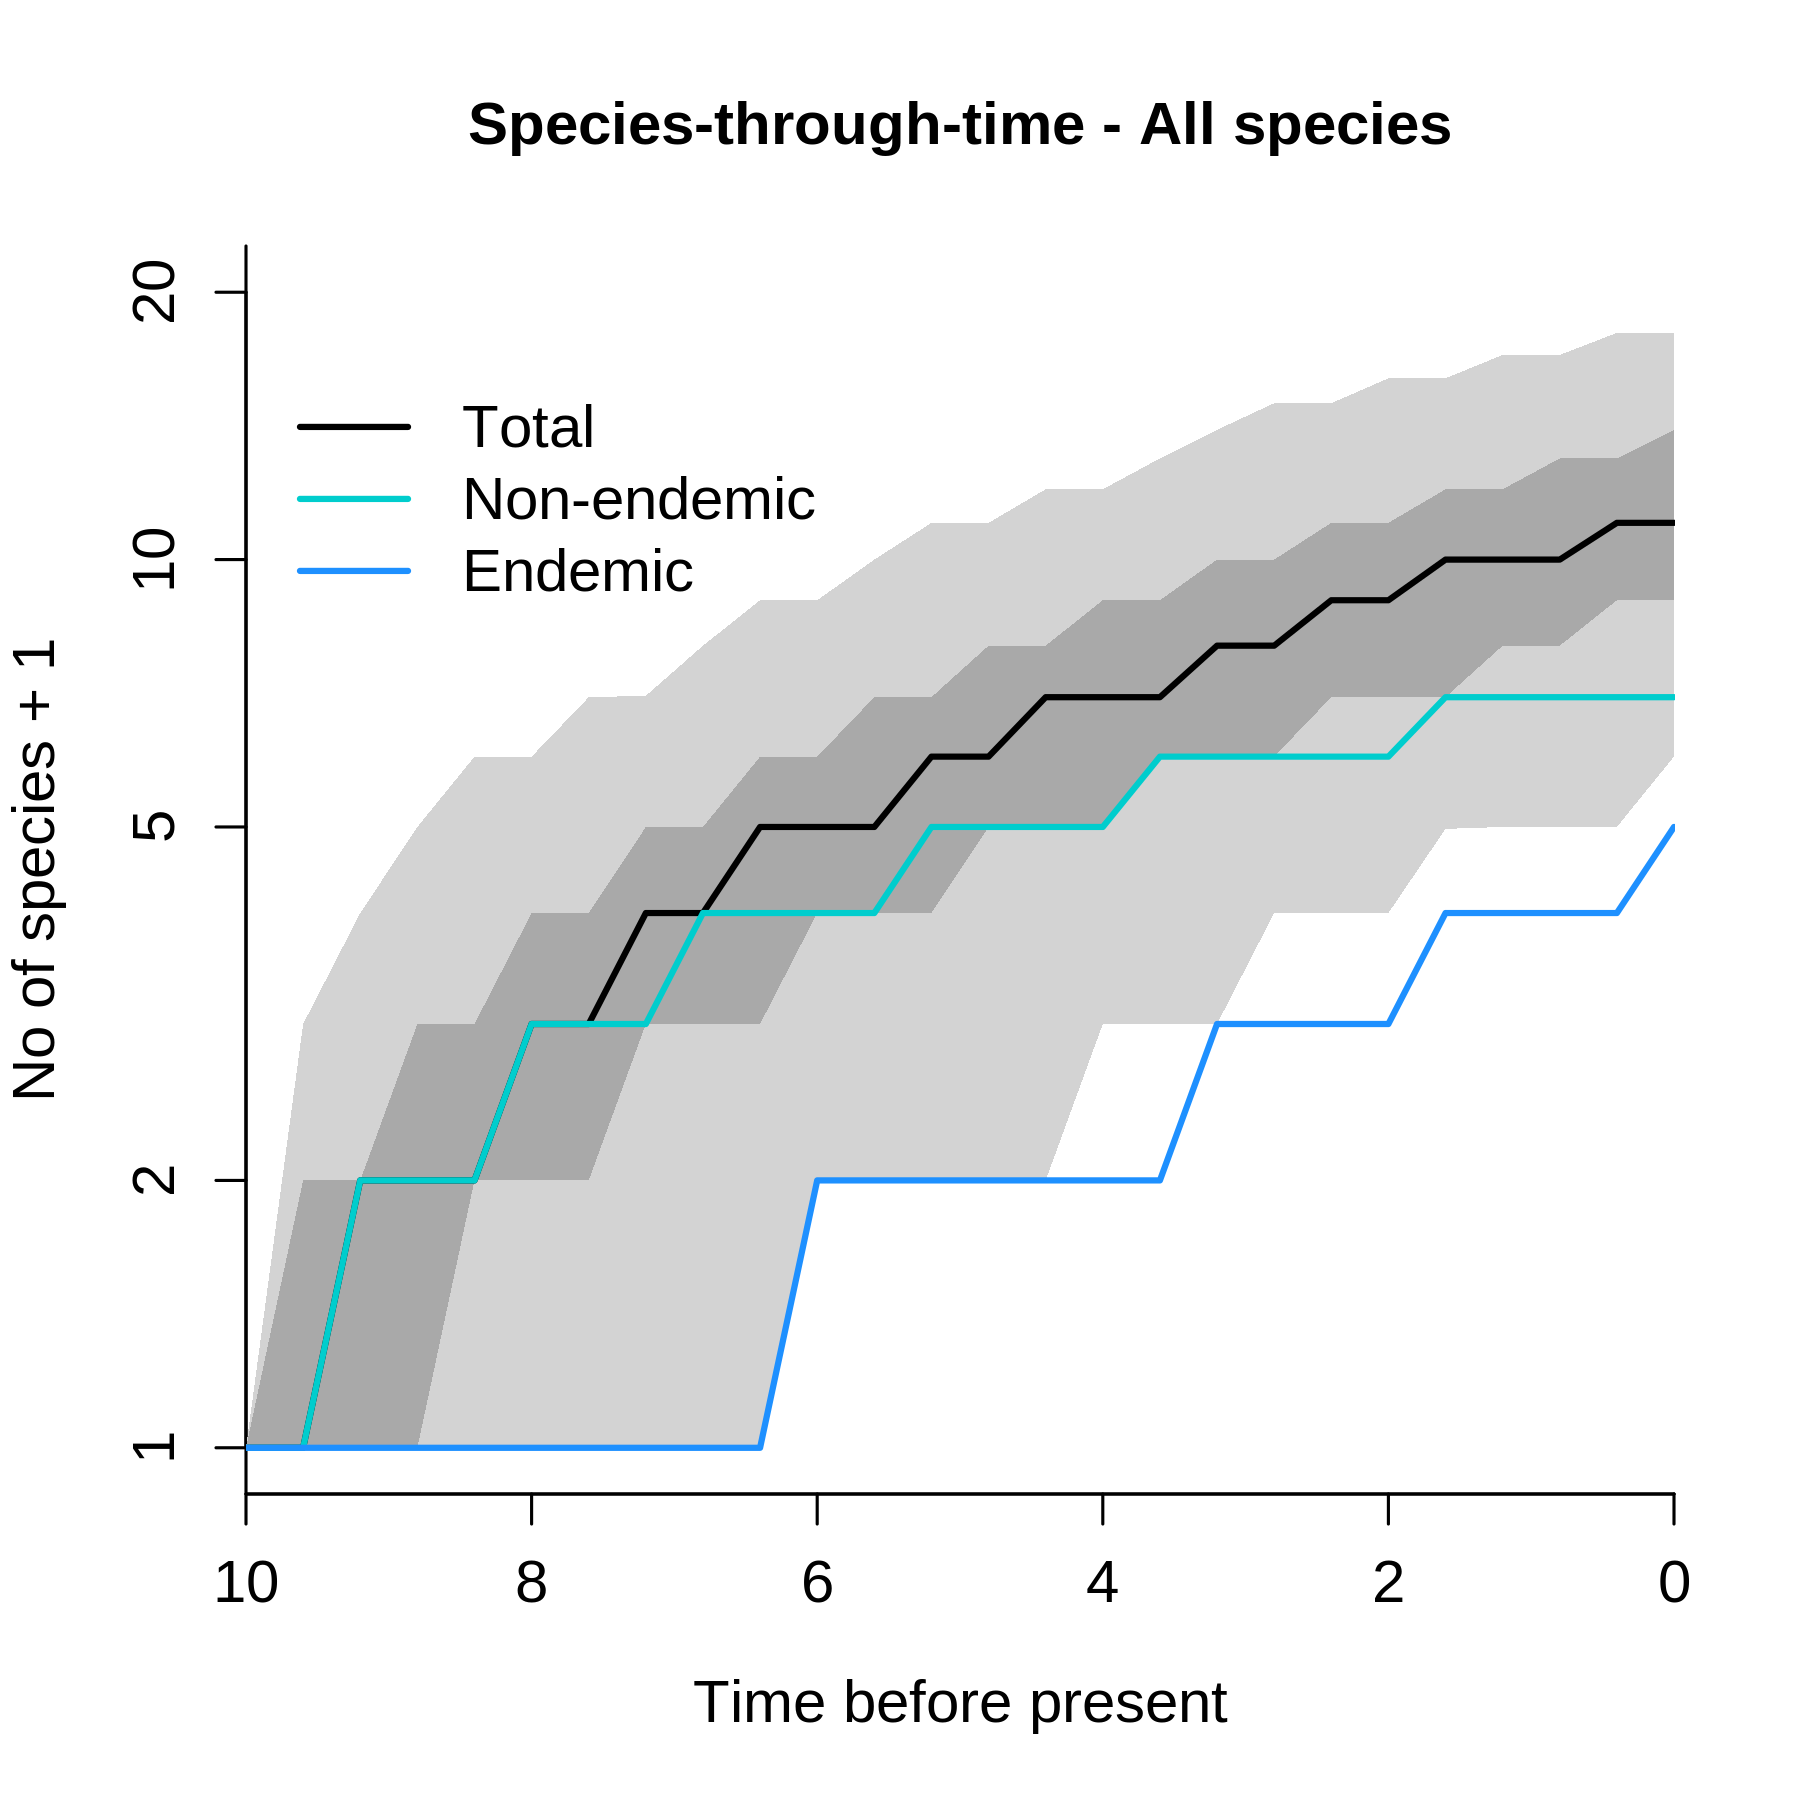 Species-through-time - All species
20
10
5
2
1
No of species + 1
Total
Non-endemic
Endemic
10 8 6 4 2 0
Time before present